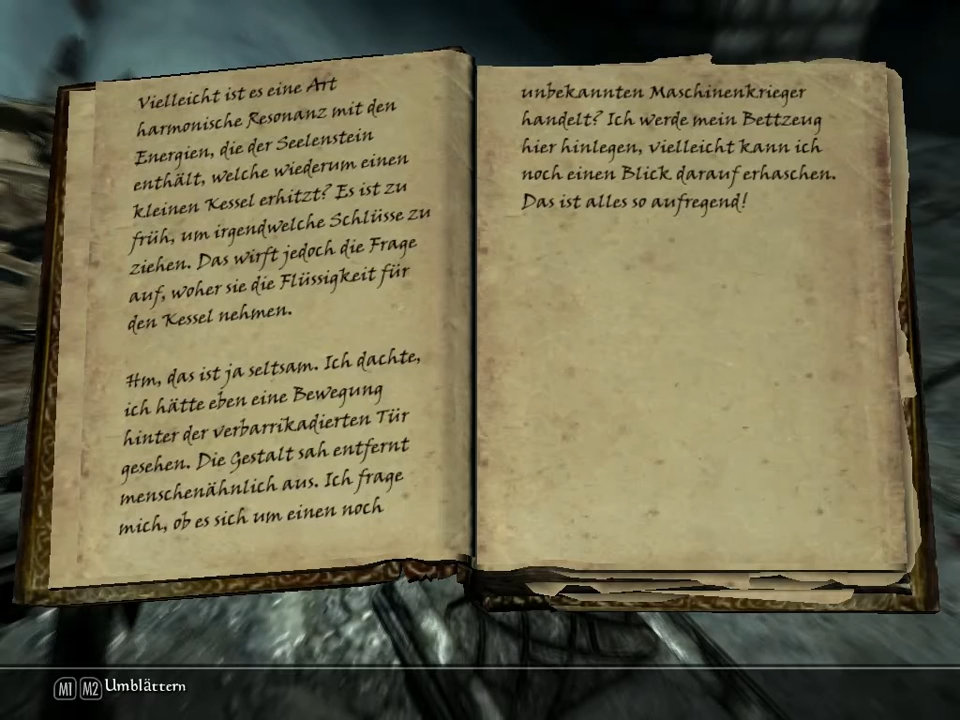 Vielleicht ist es eine Art
harmonische Resonanz mit den
Energien, die der Seelenstein
enthält, welche wiederum einen
kleinen Kessel erhitzt? Es ist zu
früh, um irgendwelche Schlüsse zu
ziehen. Das wirft jedoch die Frage
auf, woher sie die Flüssigkeit für
den Kessel nehmen.
Hm, das ist ja seltsam. Ich dachte,
ich hätte eben eine Bewegung
hinter der verbarrikadierten Tür
gesehen. Die Gestalt sah entfernt
menschenähnlich aus. Ich frage
mich, ob es sich um einen noch
unbekannten Maschinenkrieger
handelt? Ich werde mein Bettzeug
hier hinlegen, vielleicht kann ich
noch einen Blick darauf erhaschen.
Das ist alles so aufregend!
M1 M2 Umblättern